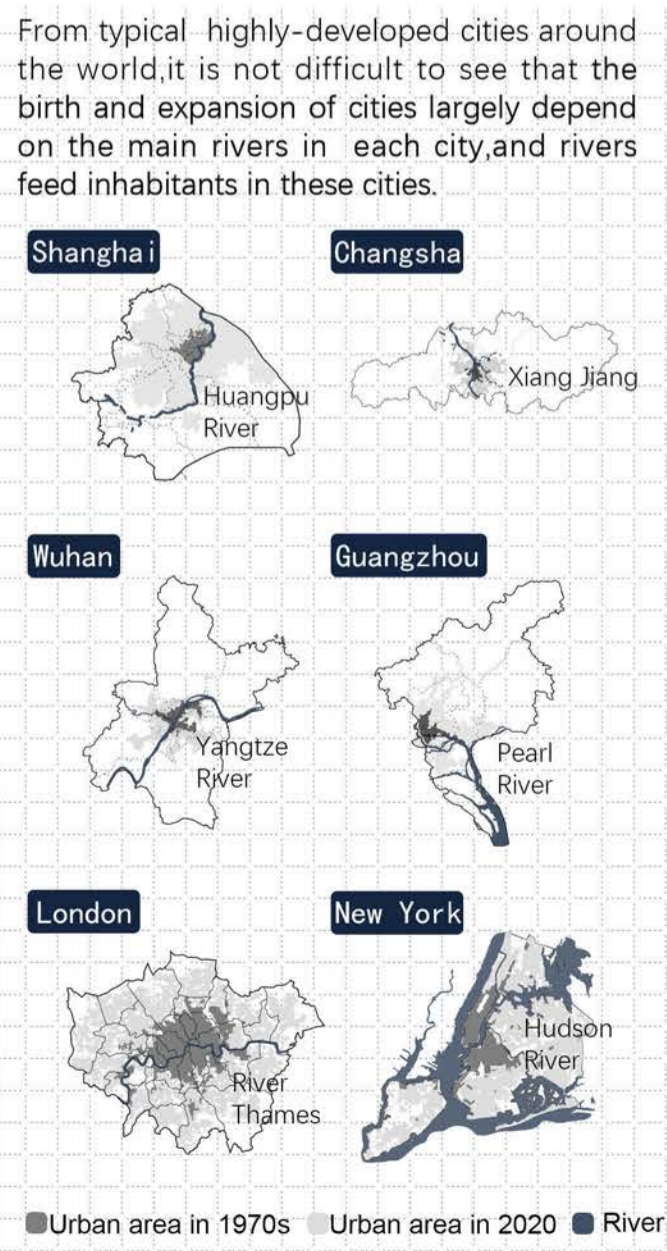 From typical highly-developed cities around
the world,it is not difficult to see that the
birth and expansion of cities largely depend
on the main rivers in each city,and rivers
feed inhabitants in these cities.
Shanghai
Huangpu
River
Changsha
Xiang Jiang
Wuhan
Yangtze
River
Guangzhou
Pearl
River
London
River
Thames
New York
Hudson
River
Urban area in 1970s Urban area in 2020 River